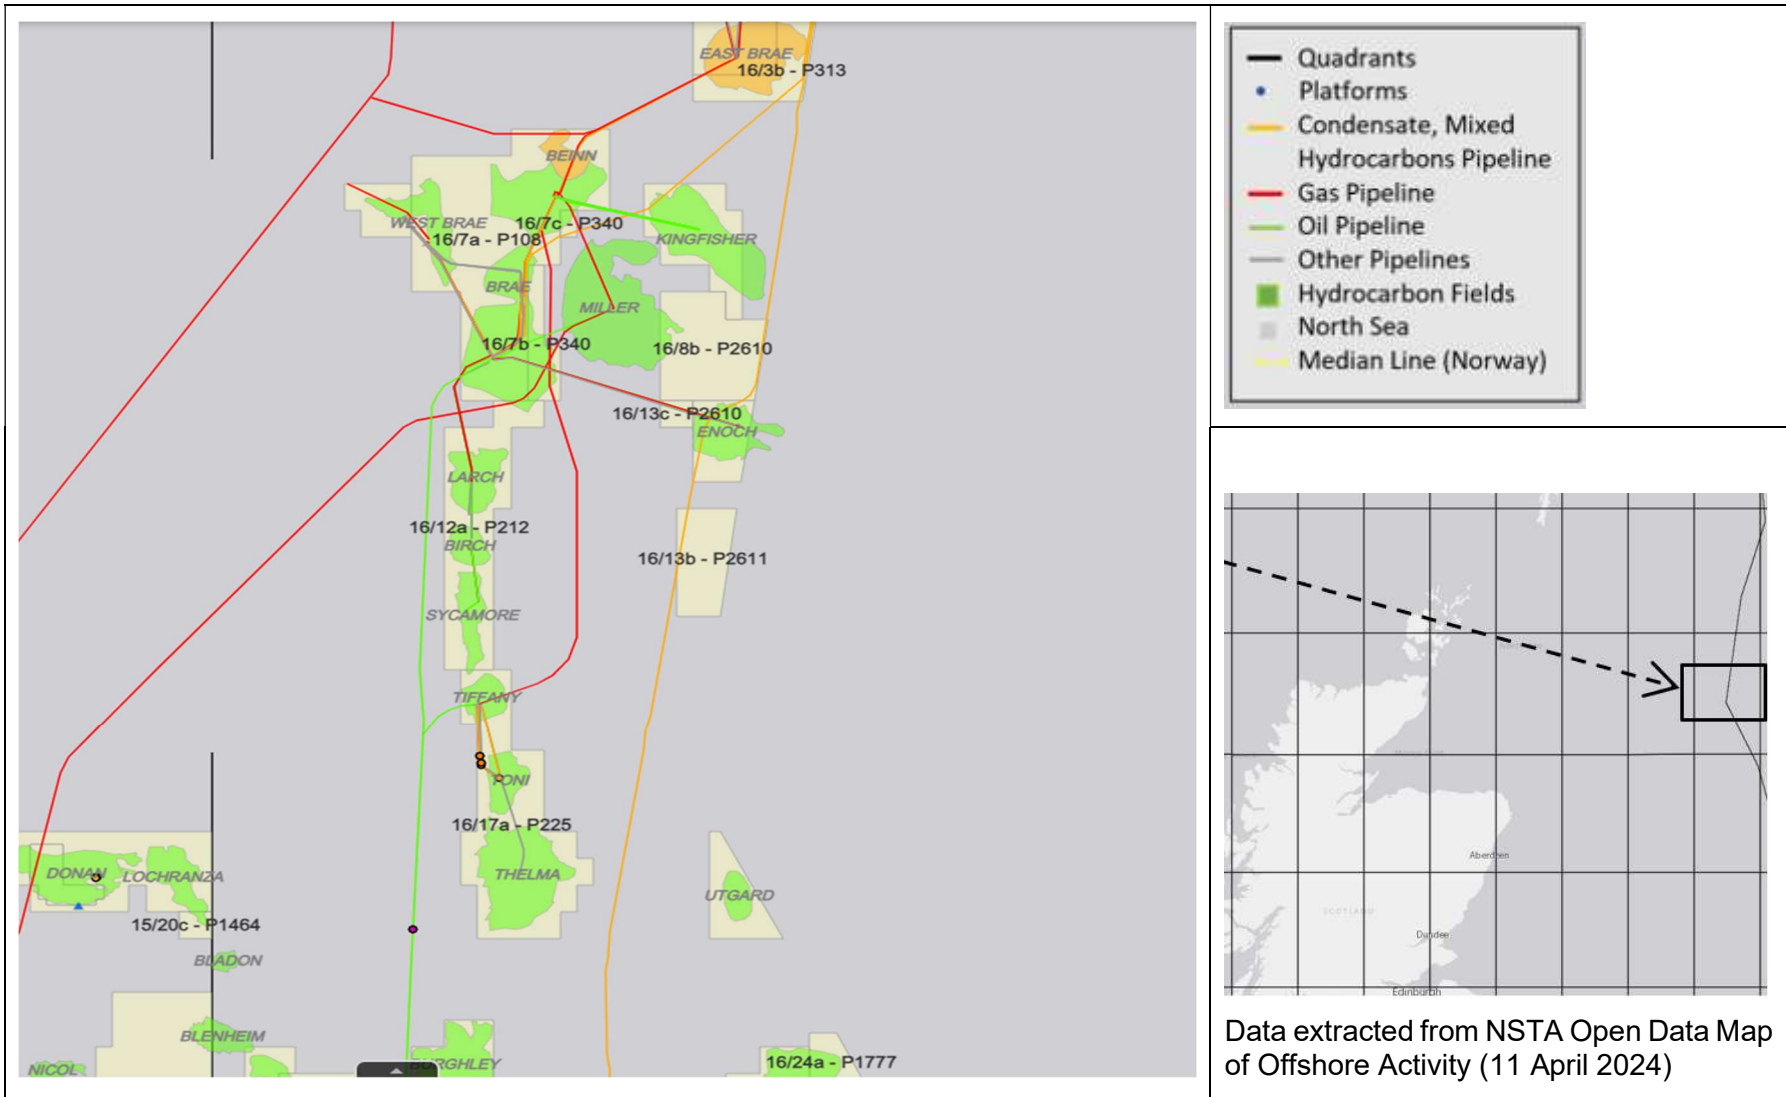 EAST BRAE
16/3b - P313
BEINN
WEST BRAE
16/7c - P340
16/7a - P108
KINGFISHER
BRAE
MILLER
16/7b - P340
16/8b - P2610
16/13c - P2610
ENOCH
LARCH
16/12a - P212
BIRCH
16/13b - P2611
SYCAMORE
TIFFANY
TONI
16/17a - P225
DONAN
LOCHRANZA
THELMA
UTGARD
15/20c - P1464
BLADON
BLENHEIM
NICOL
BURGHLEY
16/24a - P1777
Quadrants
Platforms
Condensate, Mixed
Hydrocarbons Pipeline
Gas Pipeline
Oil Pipeline
Other Pipelines
Hydrocarbon Fields
North Sea
Median Line (Norway)
Aberdeen
SCOTLAND
Dundee
Edinburgh
Data extracted from NSTA Open Data Map
of Offshore Activity (11 April 2024)